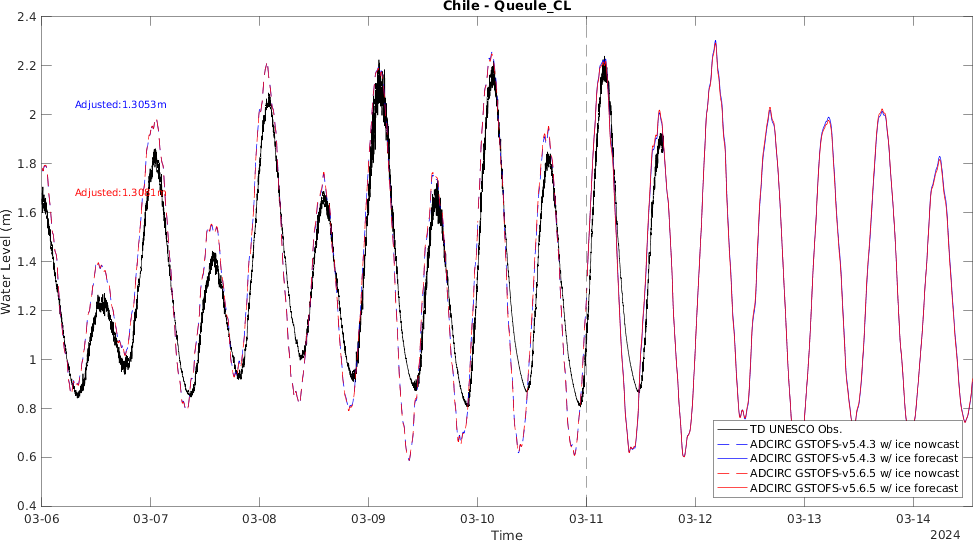 Chile - Queule_CL
2.4
2.2
2
1.8
1.6
1.4
1.2
1
0.8
0.6
0.4
Water Level (m)
Adjusted:1.3053m
TD UNESCO Obs.
ADCIRC GSTOFS-v5.4.3 w/ ice nowcast
ADCIRC GSTOFS-v5.4.3 w/ ice forecast
ADCIRC GSTOFS-v5.6.5 w/ ice nowcast
ADCIRC GSTOFS-v5.6.5 w/ ice forecast
03-06 03-07 03-08 03-09 03-10 03-11 03-12 03-13 03-14
Time
2024